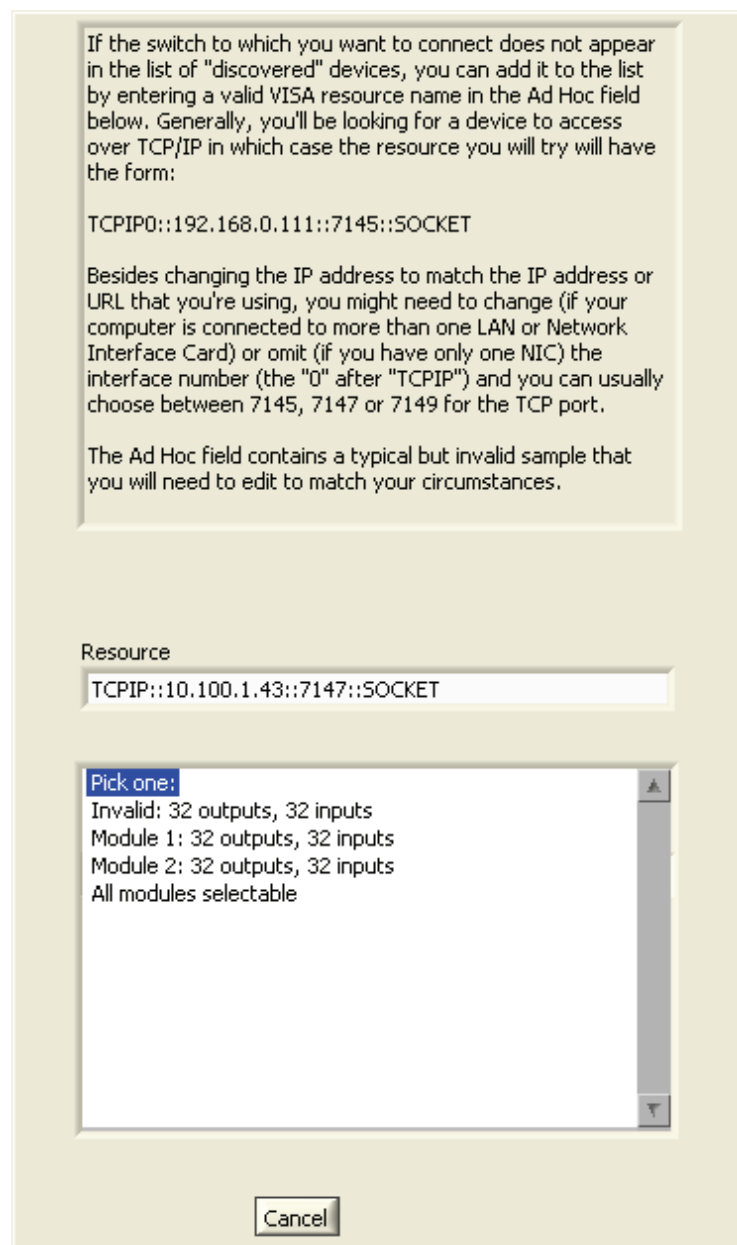 If the switch to which you want to connect does not appear
in the list of "discovered" devices, you can add it to the list
by entering a valid VISA resource name in the Ad Hoc field
below. Generally, you'll be looking for a device to access
over TCP/IP in which case the resource you will try will have
the form:
TCPIP0::192.168.0.111::7145::SOCKET
Besides changing the IP address to match the IP address or
URL that you're using, you might need to change (if your
computer is connected to more than one LAN or Network
Interface Card) or omit (if you have only one NIC) the
interface number (the "0" after "TCPIP") and you can usually
choose between 7145, 7147 or 7149 for the TCP port.
The Ad Hoc field contains a typical but invalid sample that
you will need to edit to match your circumstances.
Resource
TCPIP::10.100.1.43::7147::SOCKET
Pick one:
Invalid: 32 outputs, 32 inputs
Module 1: 32 outputs, 32 inputs
Module 2: 32 outputs, 32 inputs
All modules selectable
Cancel